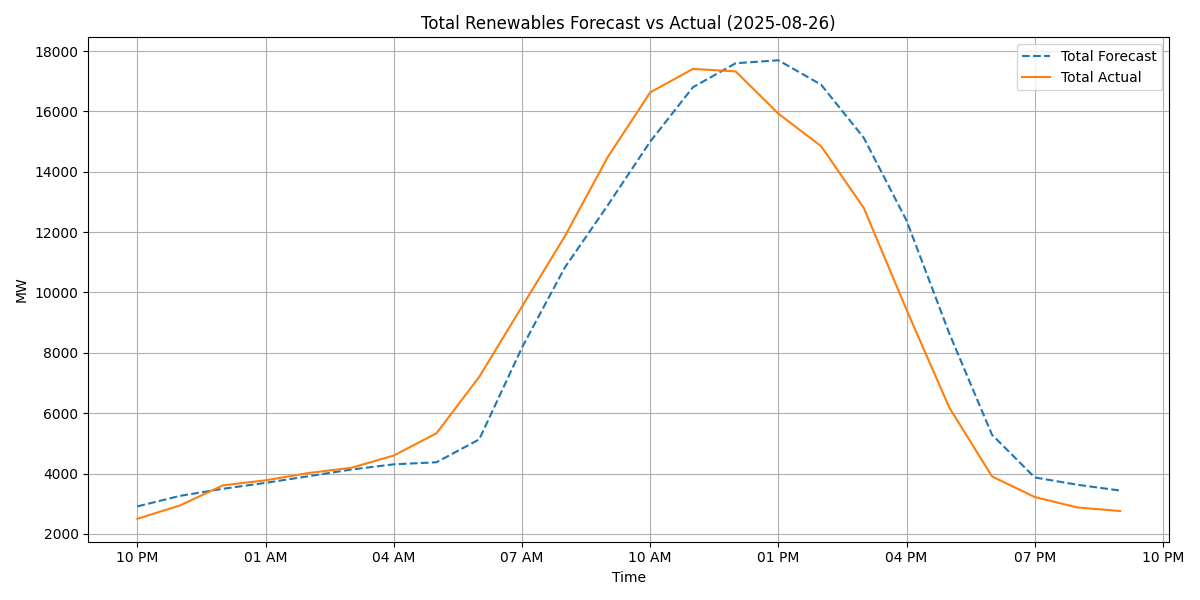 Total Renewables Forecast vs Actual (2025-08-26)
Total Forecast
Total Actual
18000
16000
14000
12000
10000
8000
6000
4000
2000
MW
10 PM 01 AM 04 AM 07 AM 10 AM 01 PM 04 PM 07 PM 10 PM
Time